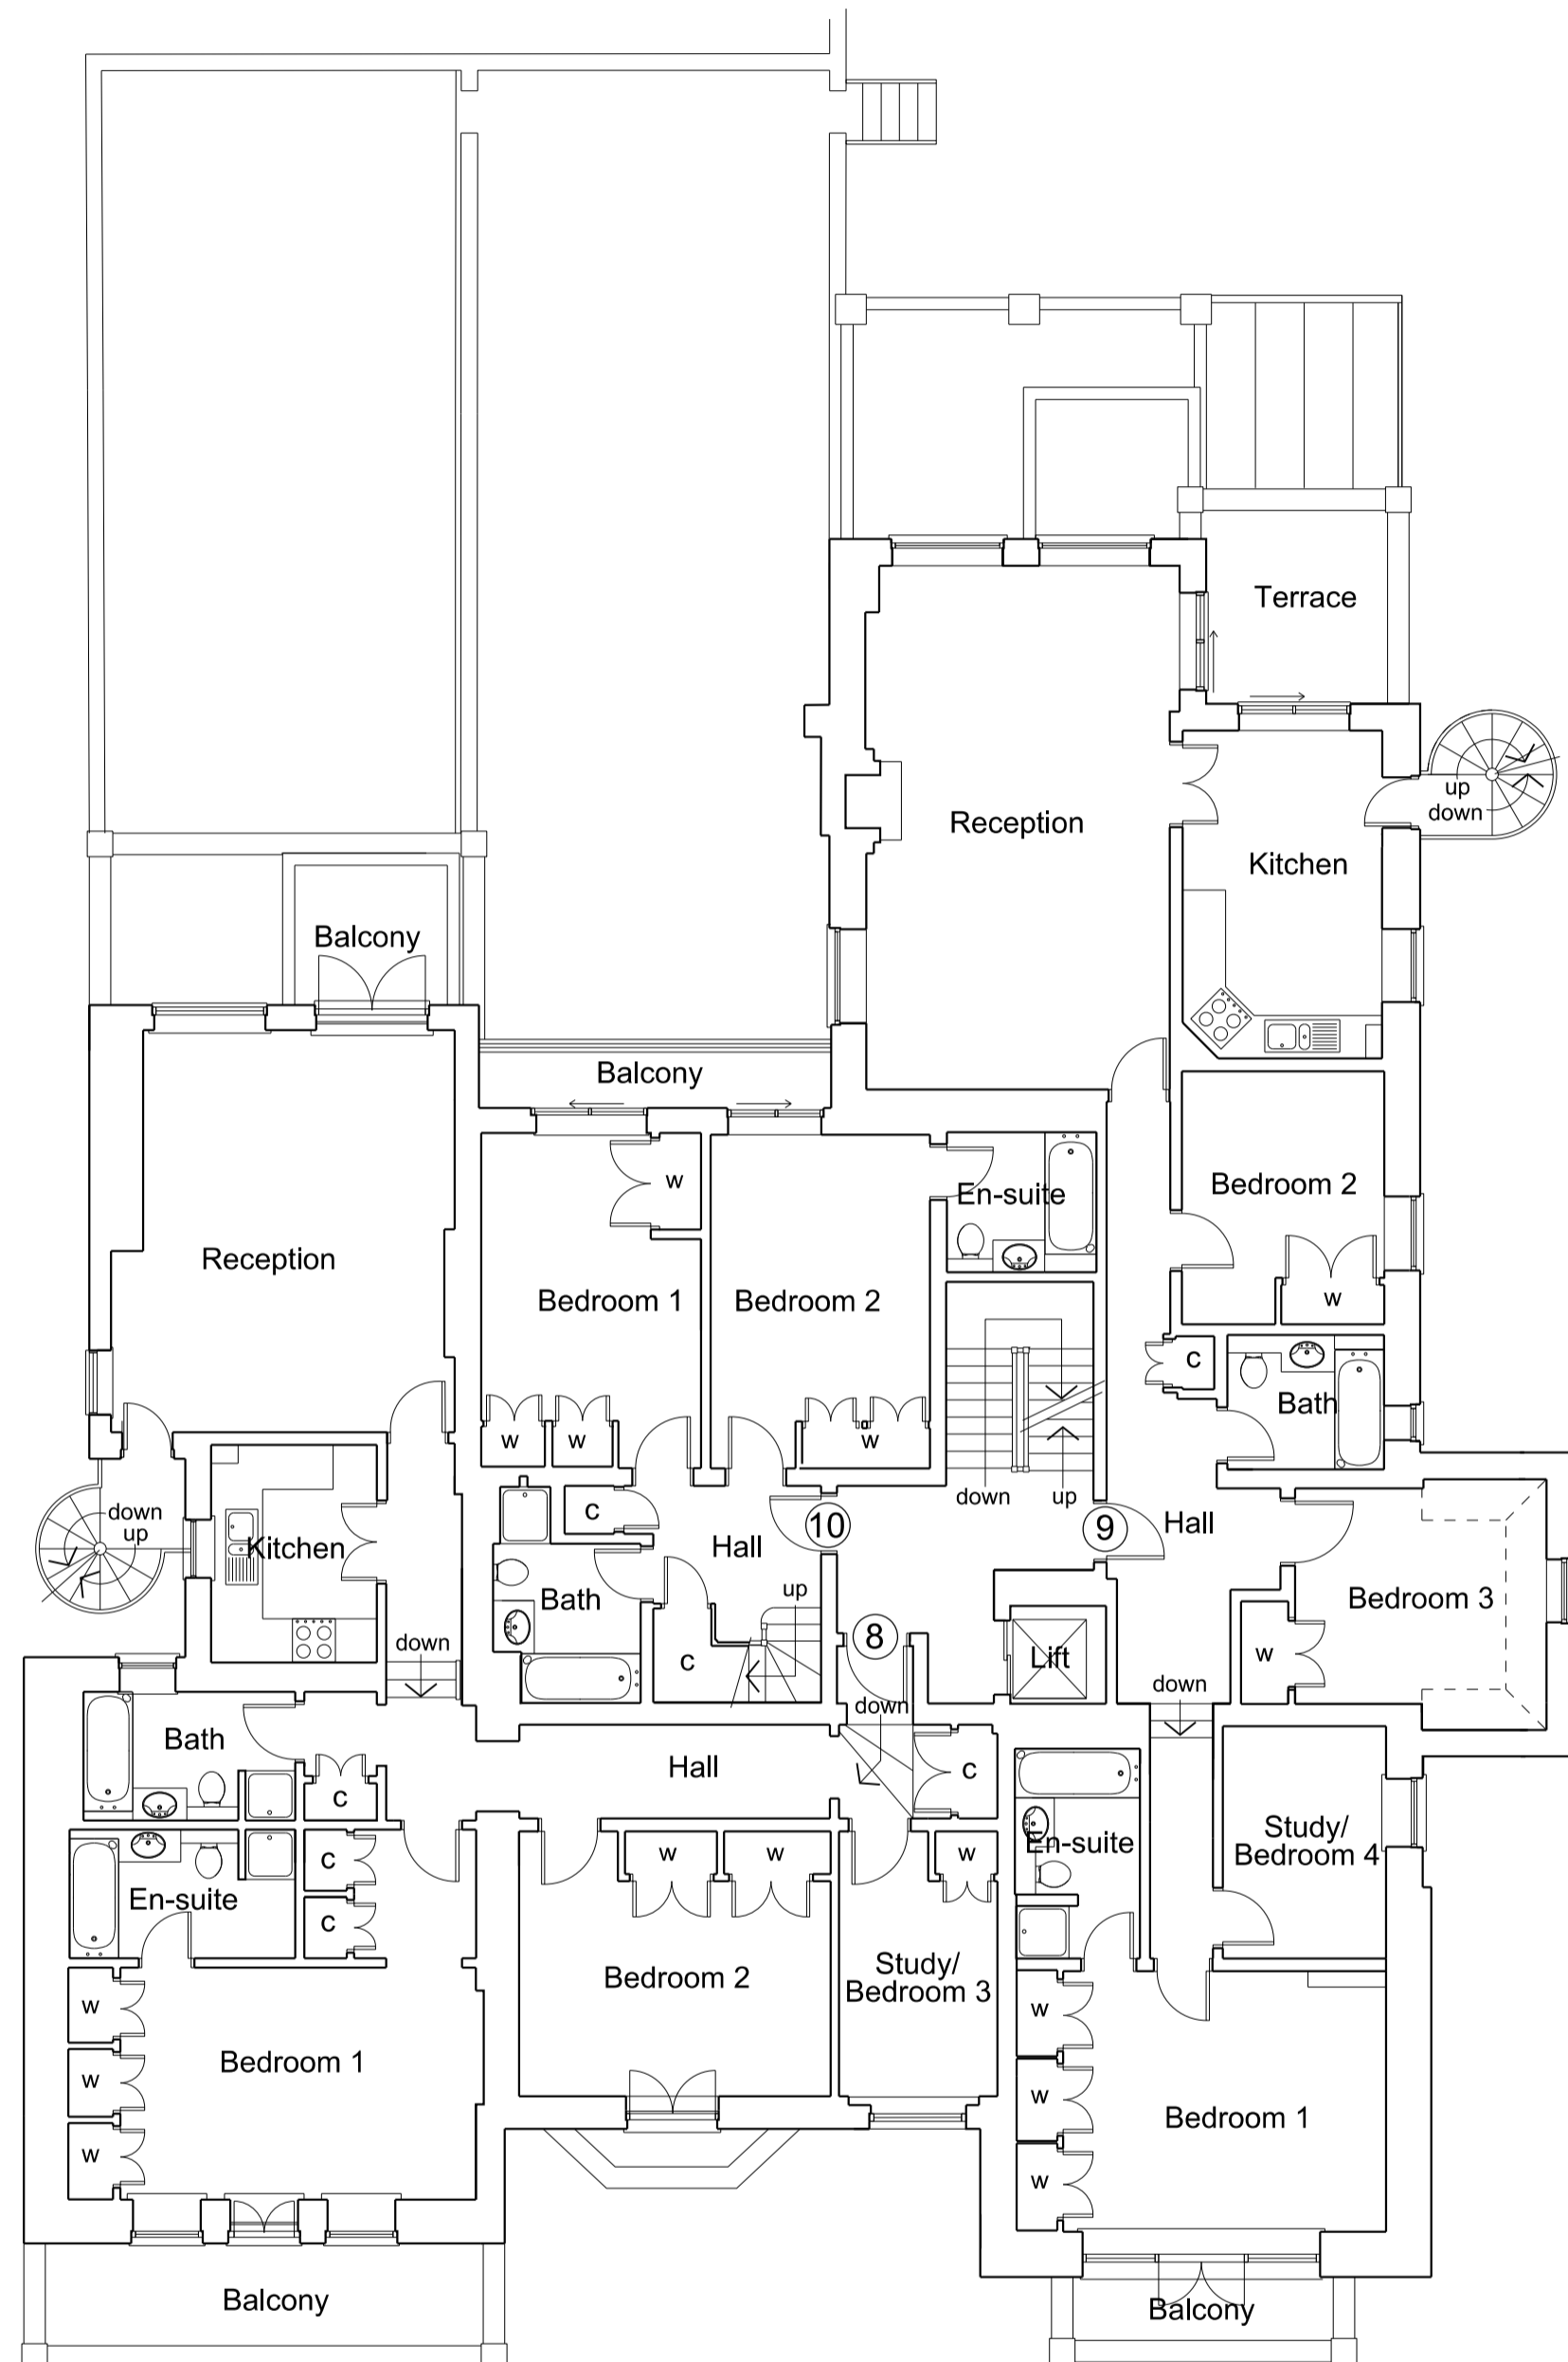 Terrace
up
down
Reception
Kitchen
Balcony
Balcony
w
En-suite
Bedroom 2
Reception
Bedroom 1
Bedroom 2
w
c
Bath
w
w
w
down
up
down
up
c
10
9
Hall
Hall
Kitchen
up
Bath
Bedroom 3
8
down
c
Lift
w
down
down
Bath
Hall
c
c
Study/
Bedroom 4
En-suite
w
w
w
c
En-suite
c
Study/
Bedroom 3
Bedroom 2
w
w
Bedroom 1
w
w
Bedroom 1
w
w
Balcony
Balcony